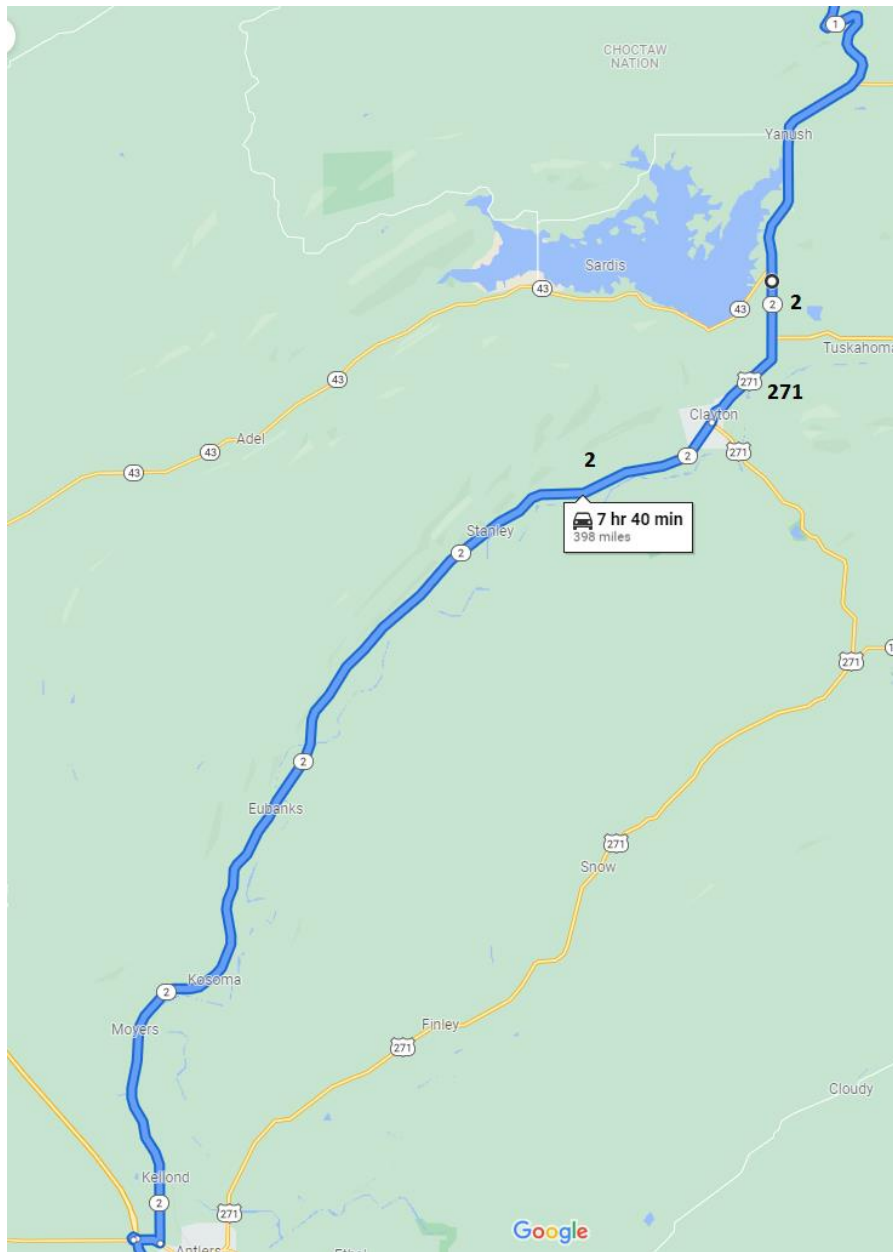 1
CHOCTAW
NATION
Yanush
Sardis
43
43
2
2
Tuskahoma
43
271
271
Clayton
Adel
2
2
271
43
43
7 hr 40 min
398 miles
Stanley
2
271
2
Eubanks
271
Snow
Kosoma
2
Moyers
Finley
271
Cloudy
Kellond
2
271
Google
Antlers